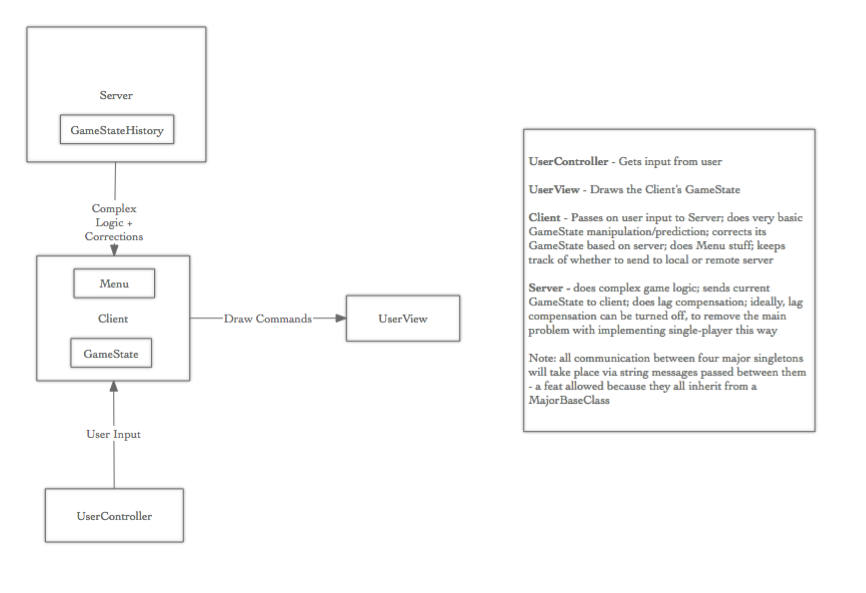 Server
GameStateHistory
Complex
Logic +
Corrections
Menu
Client
GameState
Draw Commands
UserView
User Input
UserController
UserController - Gets input from user
UserView - Draws the Client's GameState
Client - Passes on user input to Server; does very basic
GameState manipulation/prediction; corrects its
GameState based on server; does Menu stuff; keeps
track of whether to send to local or remote server
Server - does complex game logic; sends current
GameState to client; does lag compensation; ideally, lag
compensation can be turned off, to remove the main
problem with implementing single-player this way
Note: all communication between four major singletons
will take place via string messages passed between them
- a feat allowed because they all inherit from a
MajorBaseClass